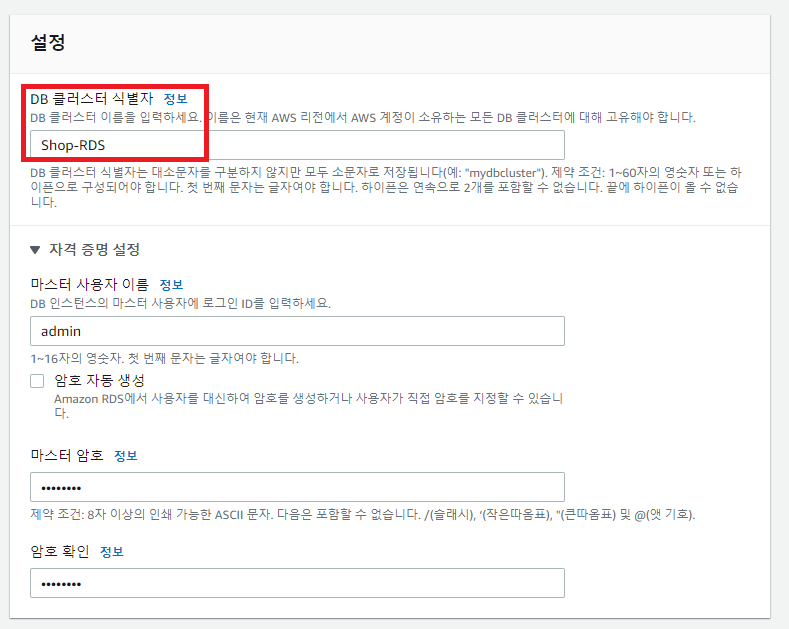 설정
DB 클러스터 식별자 정보
DB 클러스터 이름을 입력하세요. 이름은 현재 AWS 리전에서 AWS 계정이 소유하는 모든 DB 클러스터에 대해 고유해야 합니다.
Shop-RDS
DB 클러스터 식별자는 대소문자를 구분하지 않지만 모두 소문자로 저장됩니다(예: "mydbcluster"). 제약 조건: 1~60자의 영숫자 또는 하
이픈으로 구성되어야 합니다. 첫 번째 문자는 글자여야 합니다. 하이픈은 연속으로 2개를 포함할 수 없습니다. 끝에 하이픈이 올 수 없습
니다.
▼ 자격 증명 설정
마스터 사용자 이름 정보
DB 인스턴스의 마스터 사용자에 로그인 ID를 입력하세요.
admin
1~16자의 영숫자. 첫 번째 문자는 글자여야 합니다.
암호 자동 생성
Amazon RDS에서 사용자를 대신하여 암호를 생성하거나 사용자가 직접 암호를 지정할 수 있습니
다.
마스터 암호 정보
••••••••
제약 조건: 8자 이상의 인쇄 가능한 ASCII 문자. 다음은 포함할 수 없습니다. /(슬래시), '(작은따옴표), "(큰따옴표) 및 @(앳 기호).
암호 확인 정보
••••••••